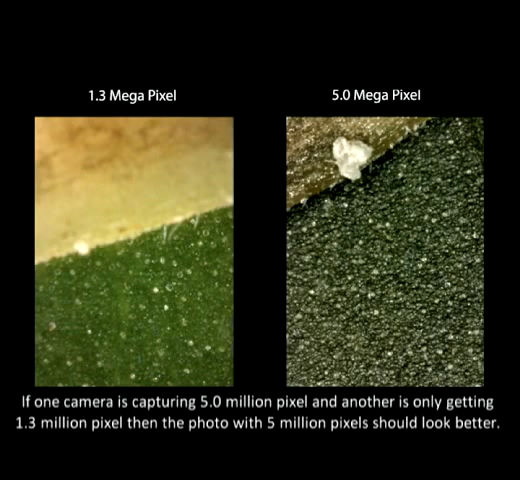 1.3 Mega Pixel
5.0 Mega Pixel
If one camera is capturing 5.0 million pixel and another is only getting
1.3 million pixel then the photo with 5 million pixels should look better.